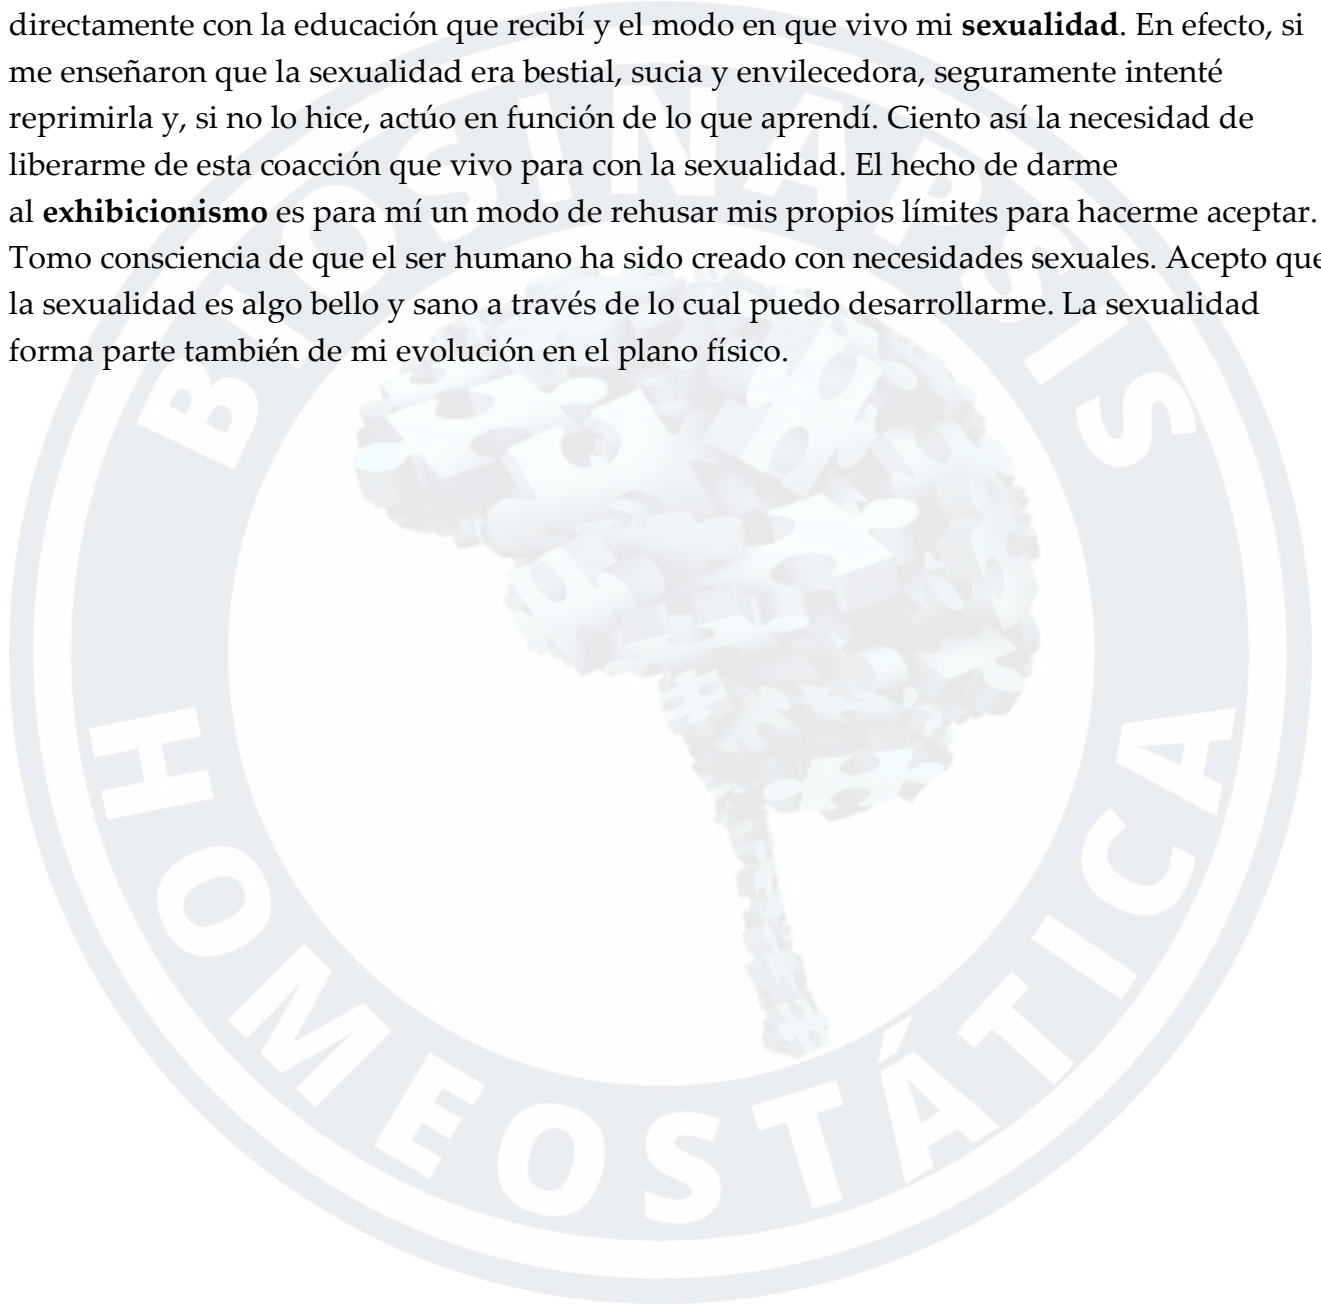 directamente con la educación que recibí y el modo en que vivo mi sexualidad. En efecto, si
me enseñaron que la sexualidad era bestial, sucia y envilecedora, seguramente intenté
reprimirla y, si no lo hice, actúo en función de lo que aprendí. Ciento así la necesidad de
liberarme de esta coacción que vivo para con la sexualidad. El hecho de darme
al exhibicionismo es para mí un modo de rehusar mis propios límites para hacerme aceptar.
Tomo consciencia de que el ser humano ha sido creado con necesidades sexuales. Acepto que
la sexualidad es algo bello y sano a través de lo cual puedo desarrollarme. La sexualidad
forma parte también de mi evolución en el plano físico.
BIOSINAPSIS
HOMEOSTÁTICA